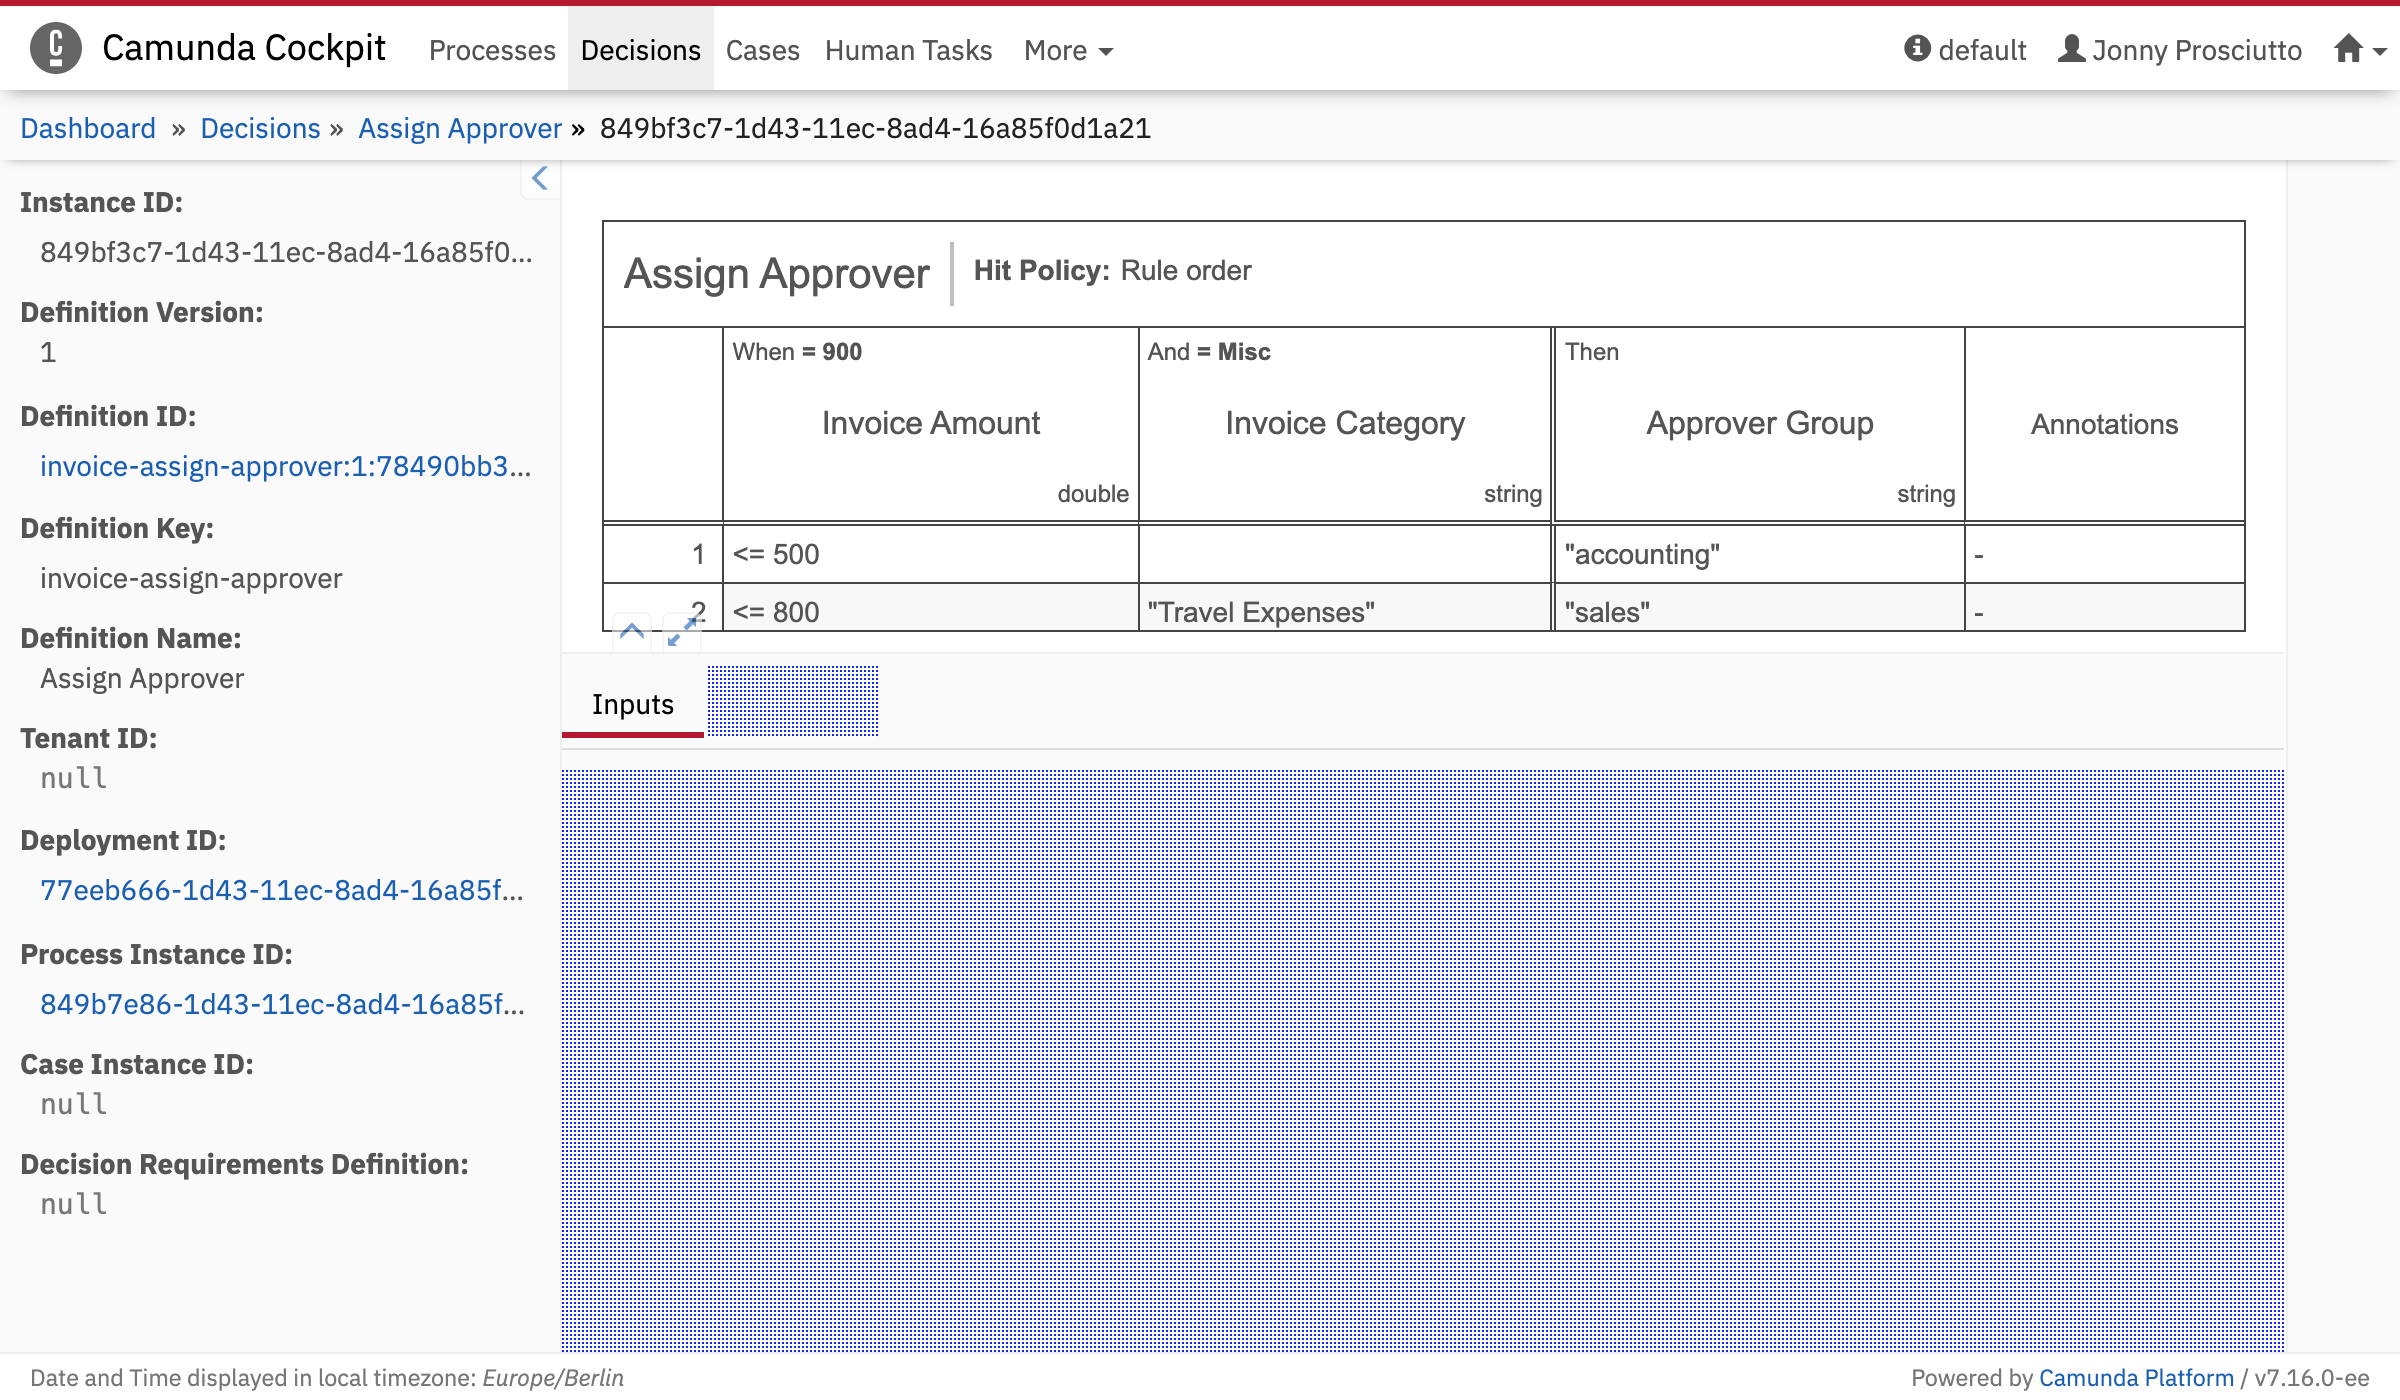 Camunda Cockpit Processes Decisions Cases Human Tasks More default Jonny Prosciutto
Dashboard » Decisions » Assign Approver » 849bf3c7-1d43-11ec-8ad4-16a85f0d1a21
Instance ID:
849bf3c7-1d43-11ec-8ad4-16a85f0...
Definition Version:
1
Definition ID:
invoice-assign-approver:1:78490bb3...
Definition Key:
invoice-assign-approver
Definition Name:
Assign Approver
Tenant ID:
null
Deployment ID:
77eeb666-1d43-11ec-8ad4-16a85f...
Process Instance ID:
849b7e86-1d43-11ec-8ad4-16a85f...
Case Instance ID:
null
Decision Requirements Definition:
null
Assign Approver Hit Policy: Rule order
When = 900 And = Misc Then
Invoice Amount Invoice Category Approver Group Annotations
double string string
1 <= 500 "accounting" -
2 <= 800 "Travel Expenses" "sales" -
Inputs
Date and Time displayed in local timezone: Europe/Berlin
Powered by Camunda Platform / v7.16.0-ee